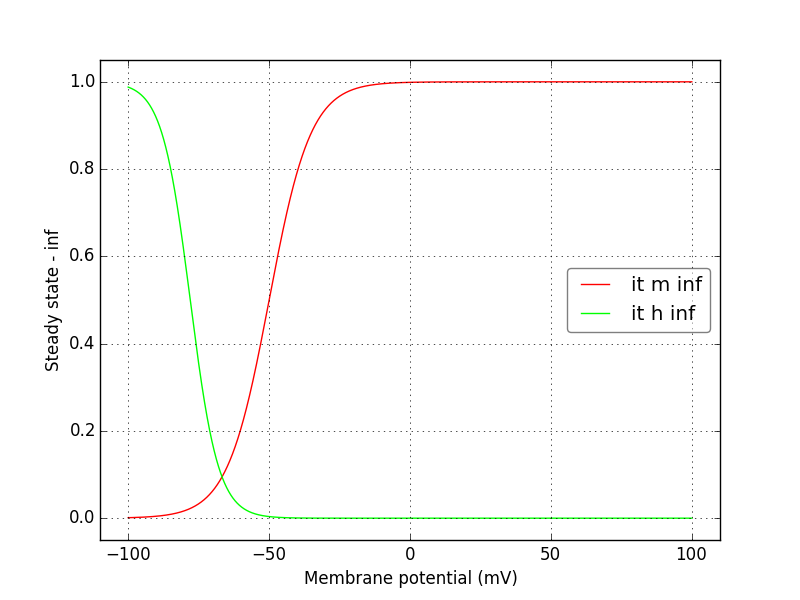 1.0
0.8
0.6
0.4
0.2
0.0
Steady state - inf
it m inf
it h inf
−100 −50 0 50 100
Membrane potential (mV)